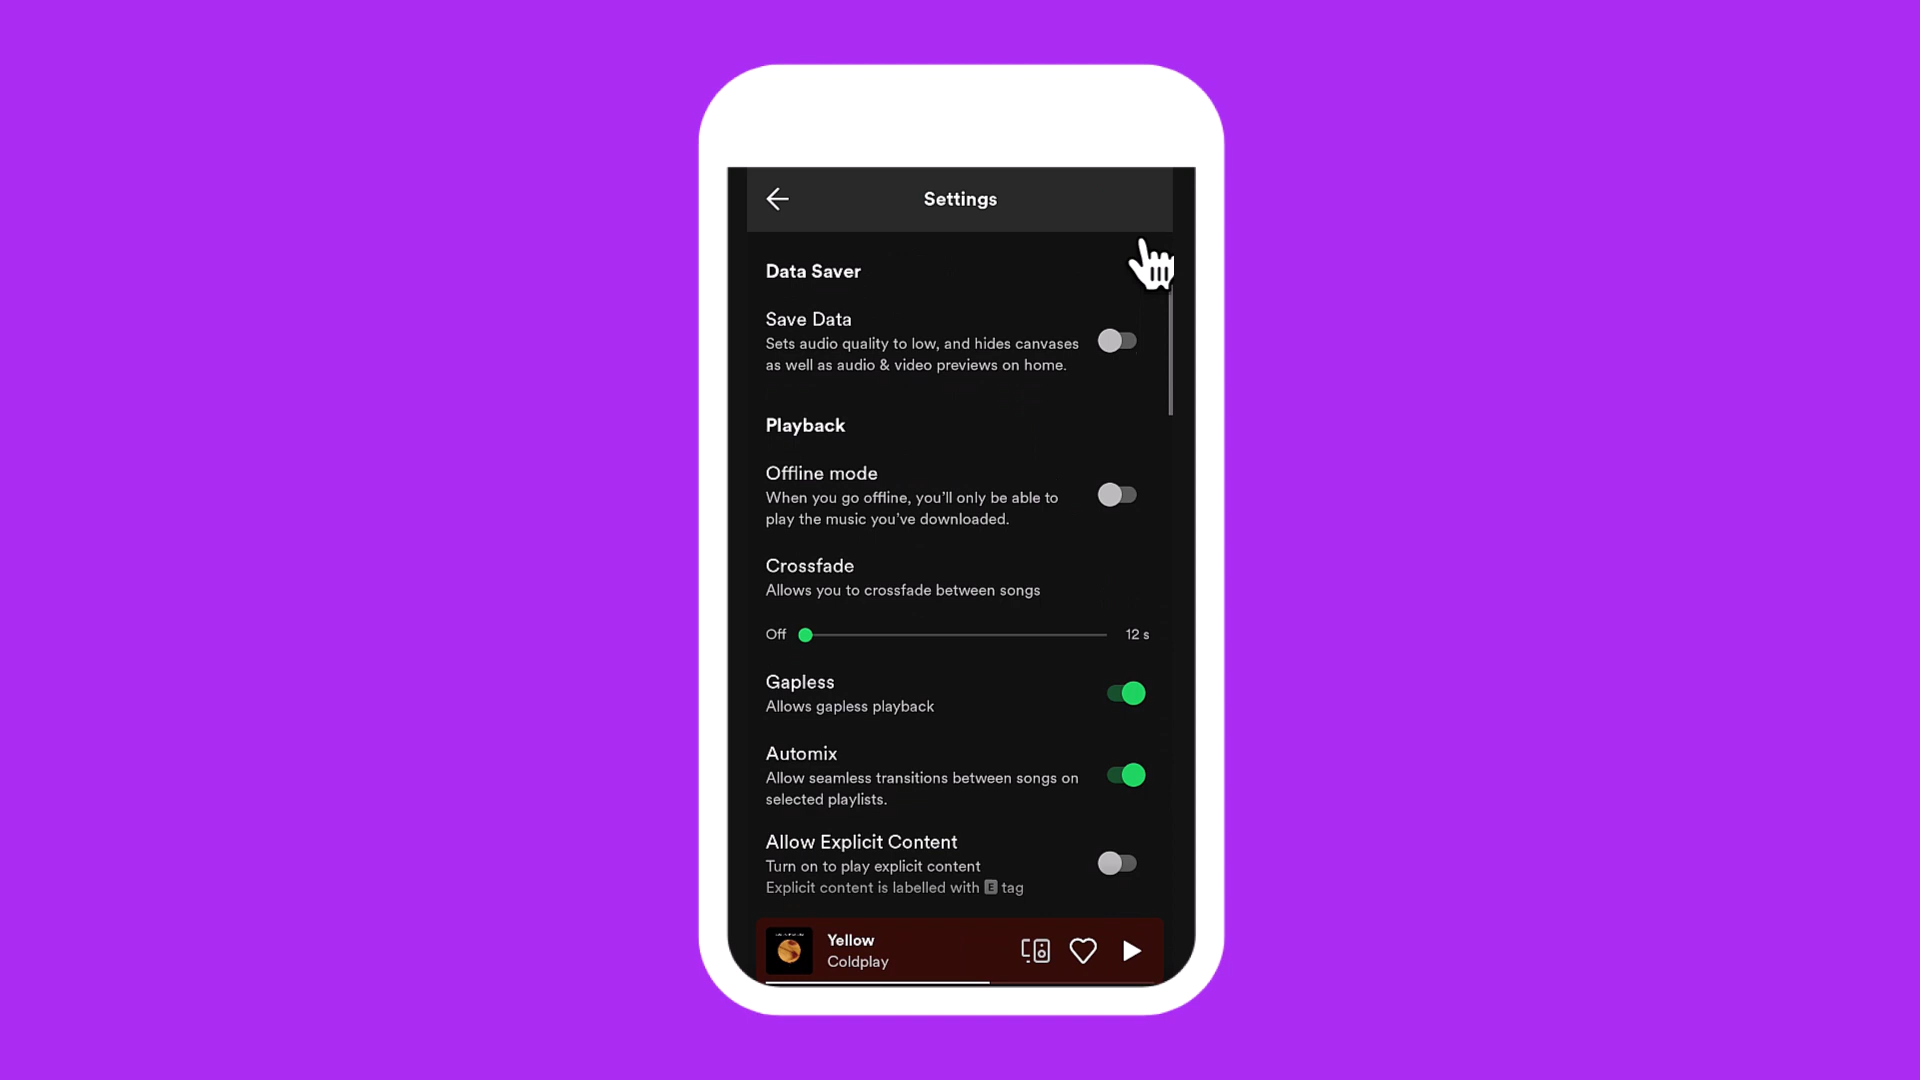 Settings
Data Saver
Save Data
Sets audio quality to low, and hides canvases
as well as audio & video previews on home.
Playback
Offline mode
When you go offline, you'll only be able to
play the music you've downloaded.
Crossfade
Allows you to crossfade between songs
Off 12 s
Gapless
Allows gapless playback
Automix
Allow seamless transitions between songs on
selected playlists.
Allow Explicit Content
Turn on to play explicit content
Explicit content is labelled with E tag
Yellow
Coldplay